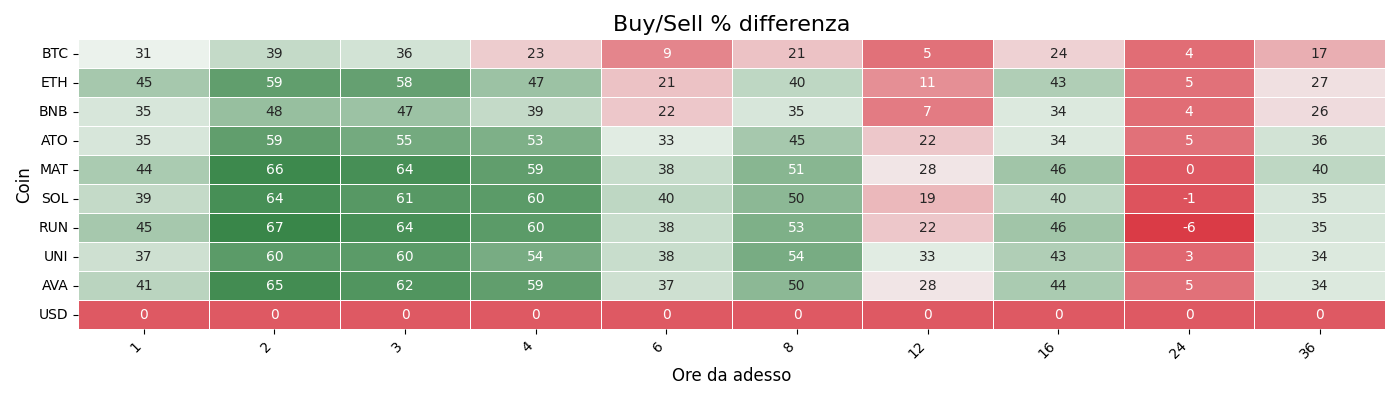 Buy/Sell % differenza
Coin
BTC 31 39 36 23 9 21 5 24 4 17
ETH 45 59 58 47 21 40 11 43 5 27
BNB 35 48 47 39 22 35 7 34 4 26
ATO 35 59 55 53 33 45 22 34 5 36
MAT 44 66 64 59 38 51 28 46 0 40
SOL 39 64 61 60 40 50 19 40 -1 35
RUN 45 67 64 60 38 53 22 46 -6 35
UNI 37 60 60 54 38 54 33 43 3 34
AVA 41 65 62 59 37 50 28 44 5 34
USD 0 0 0 0 0 0 0 0 0 0
1 2 3 4 6 8 12 16 24 36
Ore da adesso